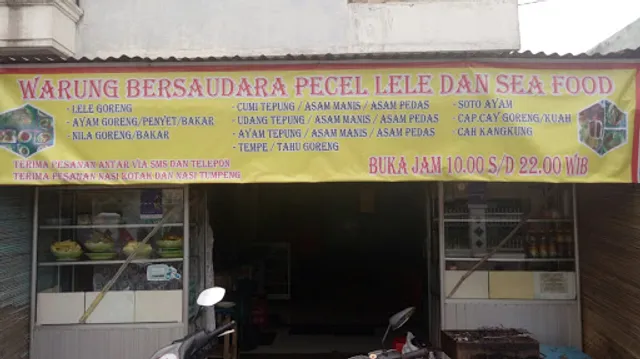 WARUNG BERSAUDARA PECEL LELE DAN SEA FOOD
· LELE GORENG
· AYAM GORENG/PENYET/BAKAR
· NILA GORENG/BAKAR
· CUMI TEPUNG / ASAM MANIS / ASAM PEDAS
· UDANG TEPUNG / ASAM MANIS / ASAM PEDAS
· AYAM TEPUNG / ASAM MANIS / ASAM PEDAS
· TEMPE / TAHU GORENG
· SOTO AYAM
· CAP.CAY GORENG/KUAH
· CAH KANGKUNG
TERIMA PESANAN ANTAR VIA SMS DAN TELEPON
TERIMA PESANAN NASI KOTAK DAN NASI TUMPENG
BUKA JAM 10.00 S/D 22.00 WIB